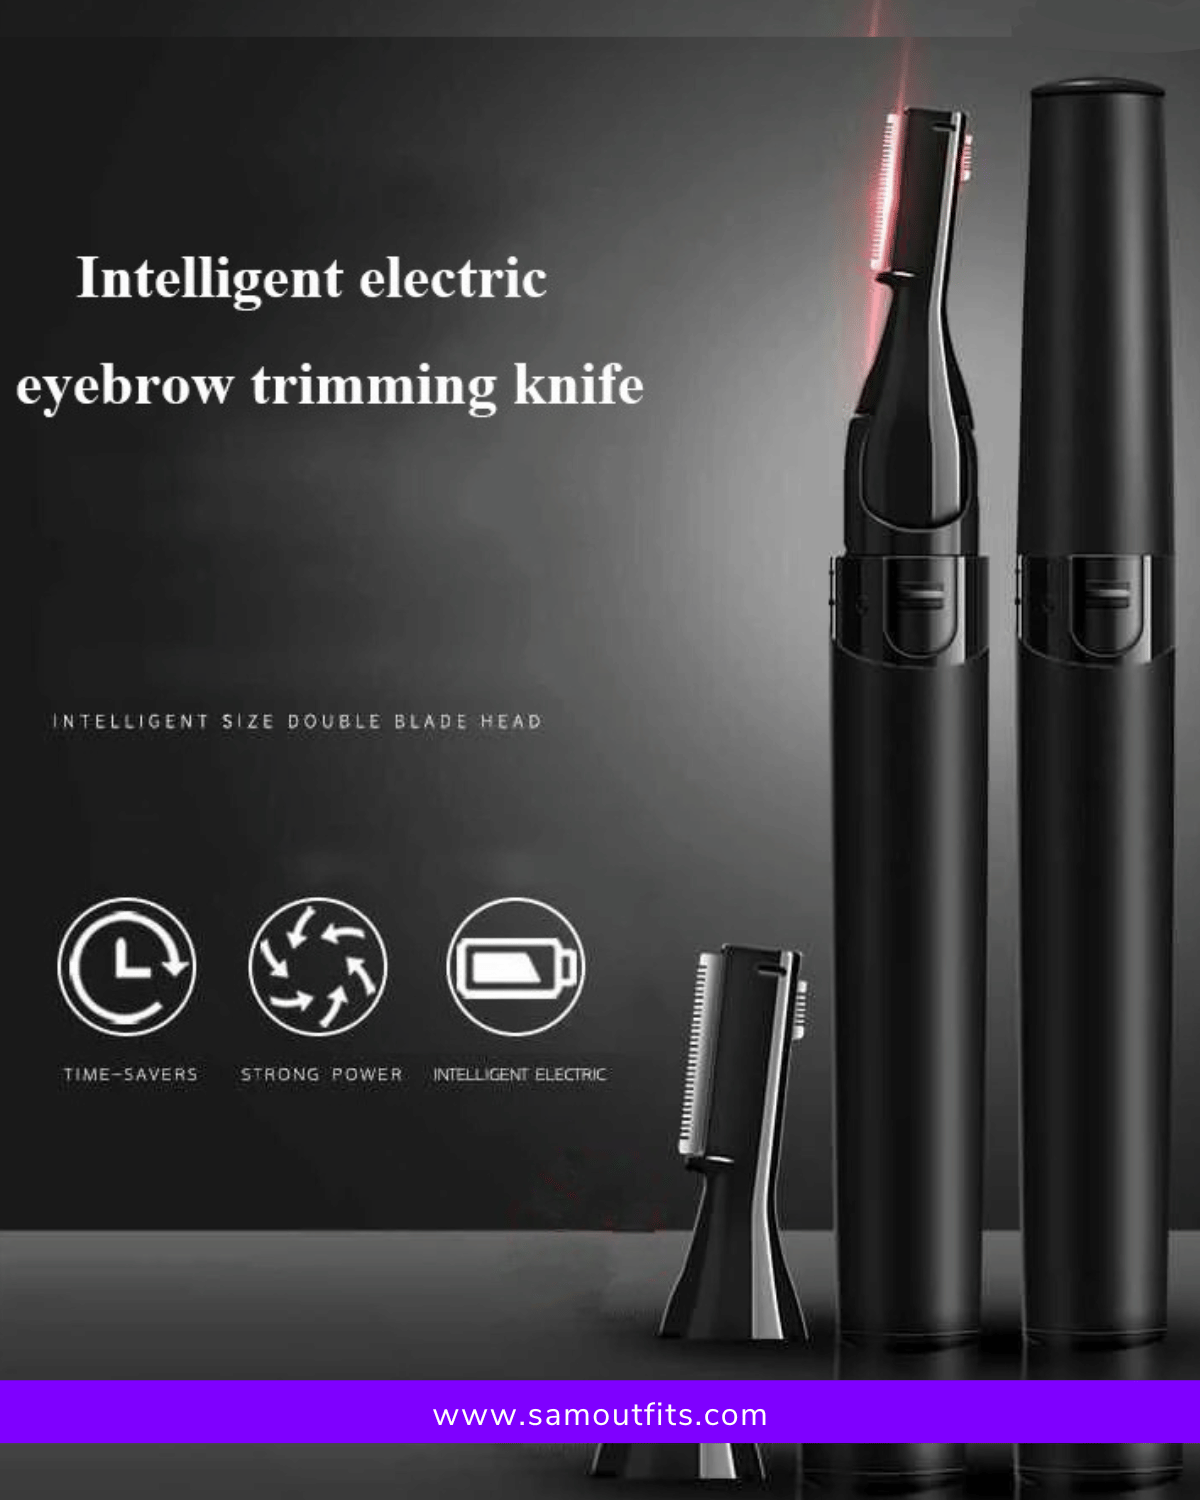 Intelligent electric
eyebrow trimming knife
INTELLIGENT SIZE DOUBLE BLADE HEAD
TIME-SAVERS
STRONG POWER
INTELLIGENT ELECTRIC
www.samoutfits.com